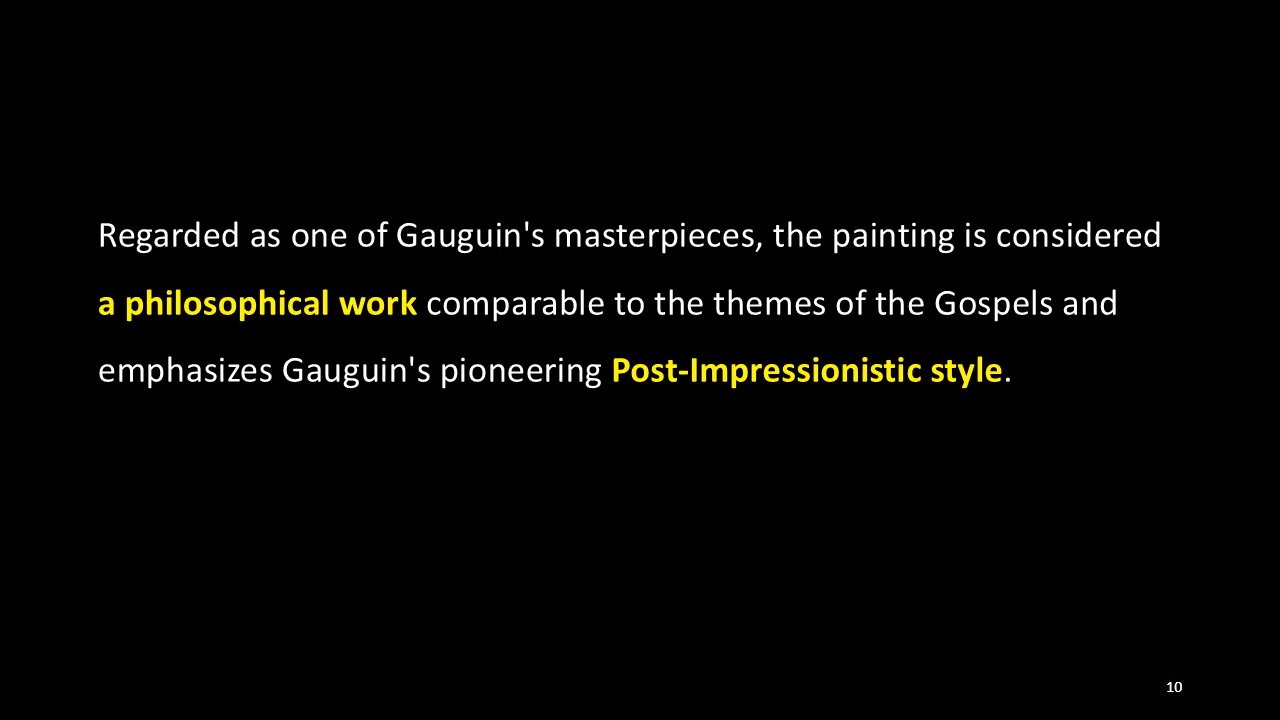 Regarded as one of Gauguin's masterpieces, the painting is considered
a philosophical work comparable to the themes of the Gospels and
emphasizes Gauguin's pioneering Post-Impressionistic style.
10